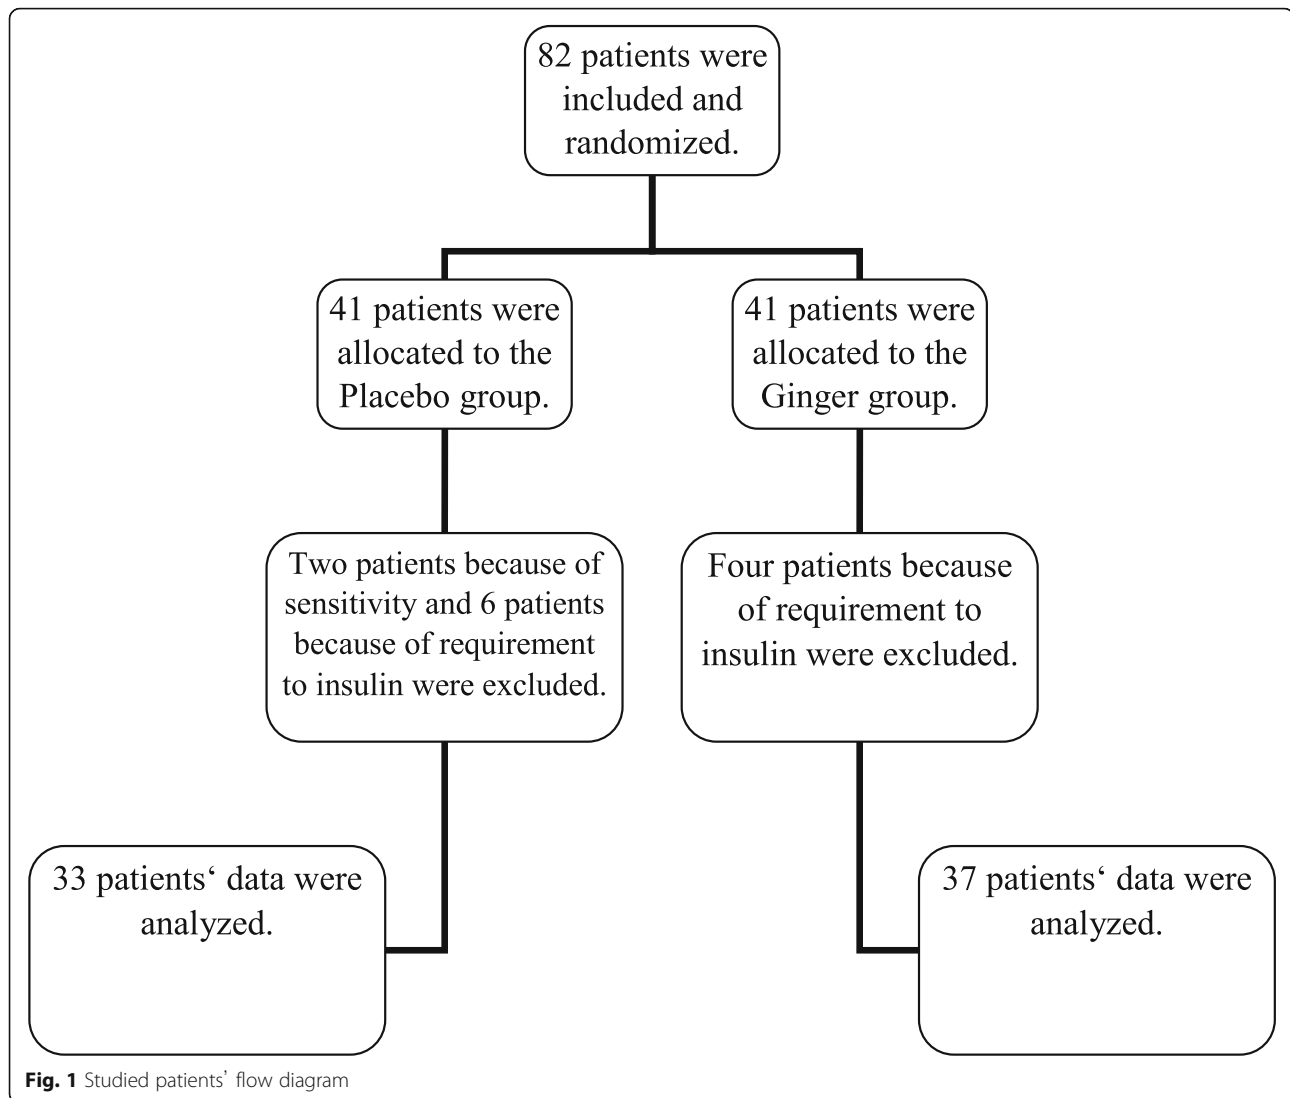 82 patients were
included and
randomized.
41 patients were
allocated to the
Placebo group.
41 patients were
allocated to the
Ginger group.
Two patients because of
sensitivity and 6 patients
because of requirement
to insulin were excluded.
Four patients because
of requirement to
insulin were excluded.
33 patients‘ data were
analyzed.
37 patients‘ data were
analyzed.
Fig. 1 Studied patients’ flow diagram